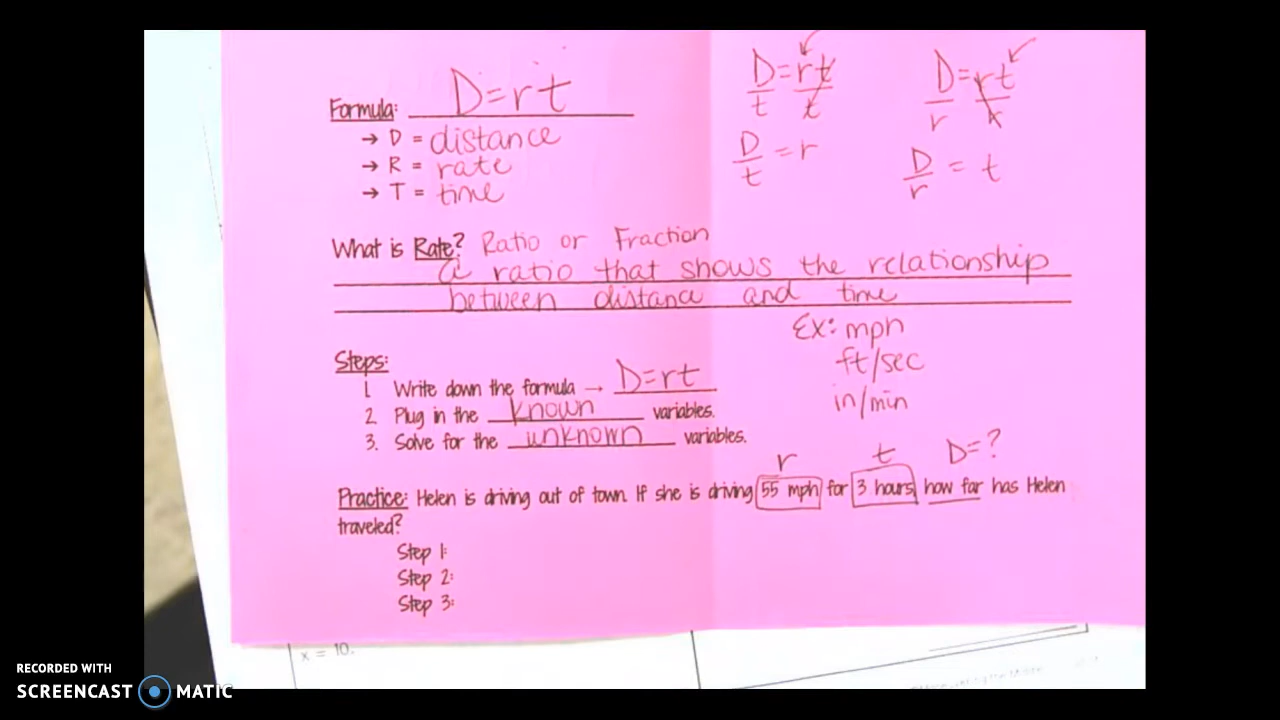 Formula: D=rt
→ D = distance
→ R = rate
→ T = time
D=rt
t t
D/t = r
D=rt
r r
D/r = t
What is Rate? Ratio or Fraction
a ratio that shows the relationship
between distance and time
Ex: mph
ft/sec
in/min
Steps:
1. Write down the formula → D=rt
2. Plug in the known variables.
3. Solve for the unknown variables.
r t D=?
Practice: Helen is driving out of town. If she is driving 55 mph for 3 hours, how far has Helen
traveled?
Step 1:
Step 2:
Step 3:
x = 10.
RECORDED WITH
SCREENCAST MATIC